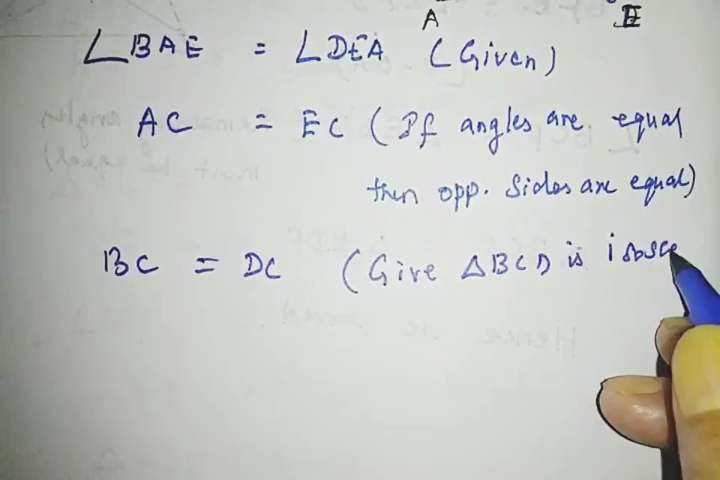 A E
∠BAE = ∠DEA (Given)
AC = EC (If angles are equal
then opp. sides are equal)
BC = DC (Give △BCD is isosce